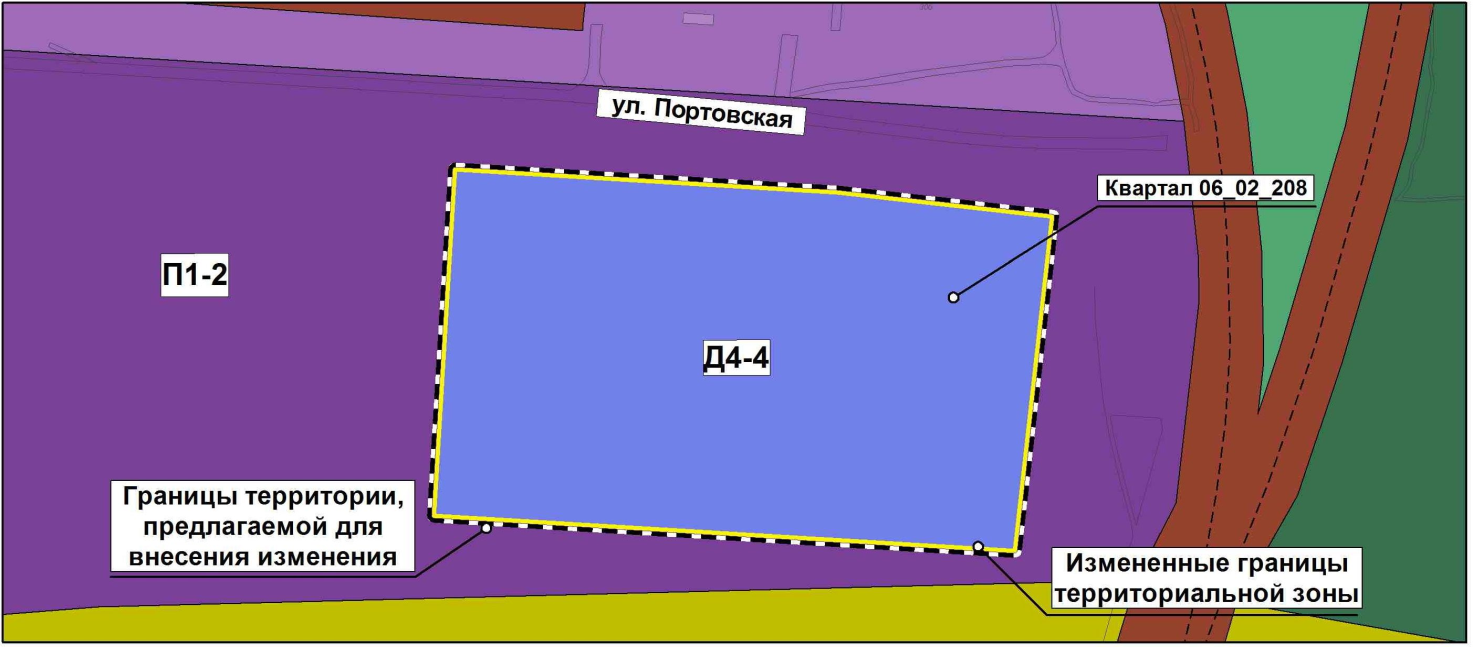 ул. Портовская
Квартал 06_02_208
П1-2
Д4-4
Границы территории,
предлагаемой для
внесения изменения
Измененные границы
территориальной зоны